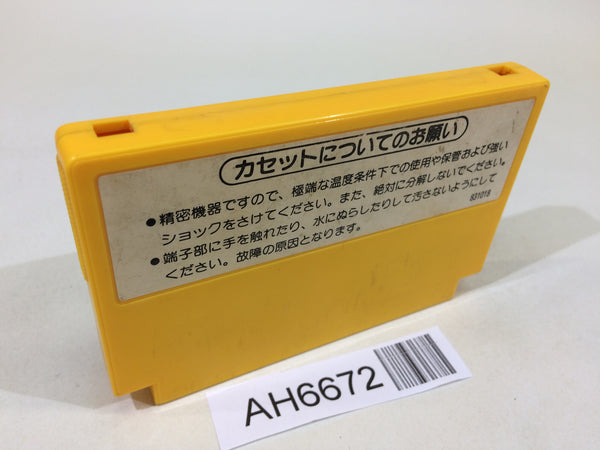 カセットについてのお願い
●精密機器ですので、極端な温度条件下での使用や保管および強い
ショックをさけてください。また、絶対に分解しないでください。
●端子部に手を触れたり、水にぬらしたりして汚さないようにして
ください。故障の原因となります。
831018
AH6672